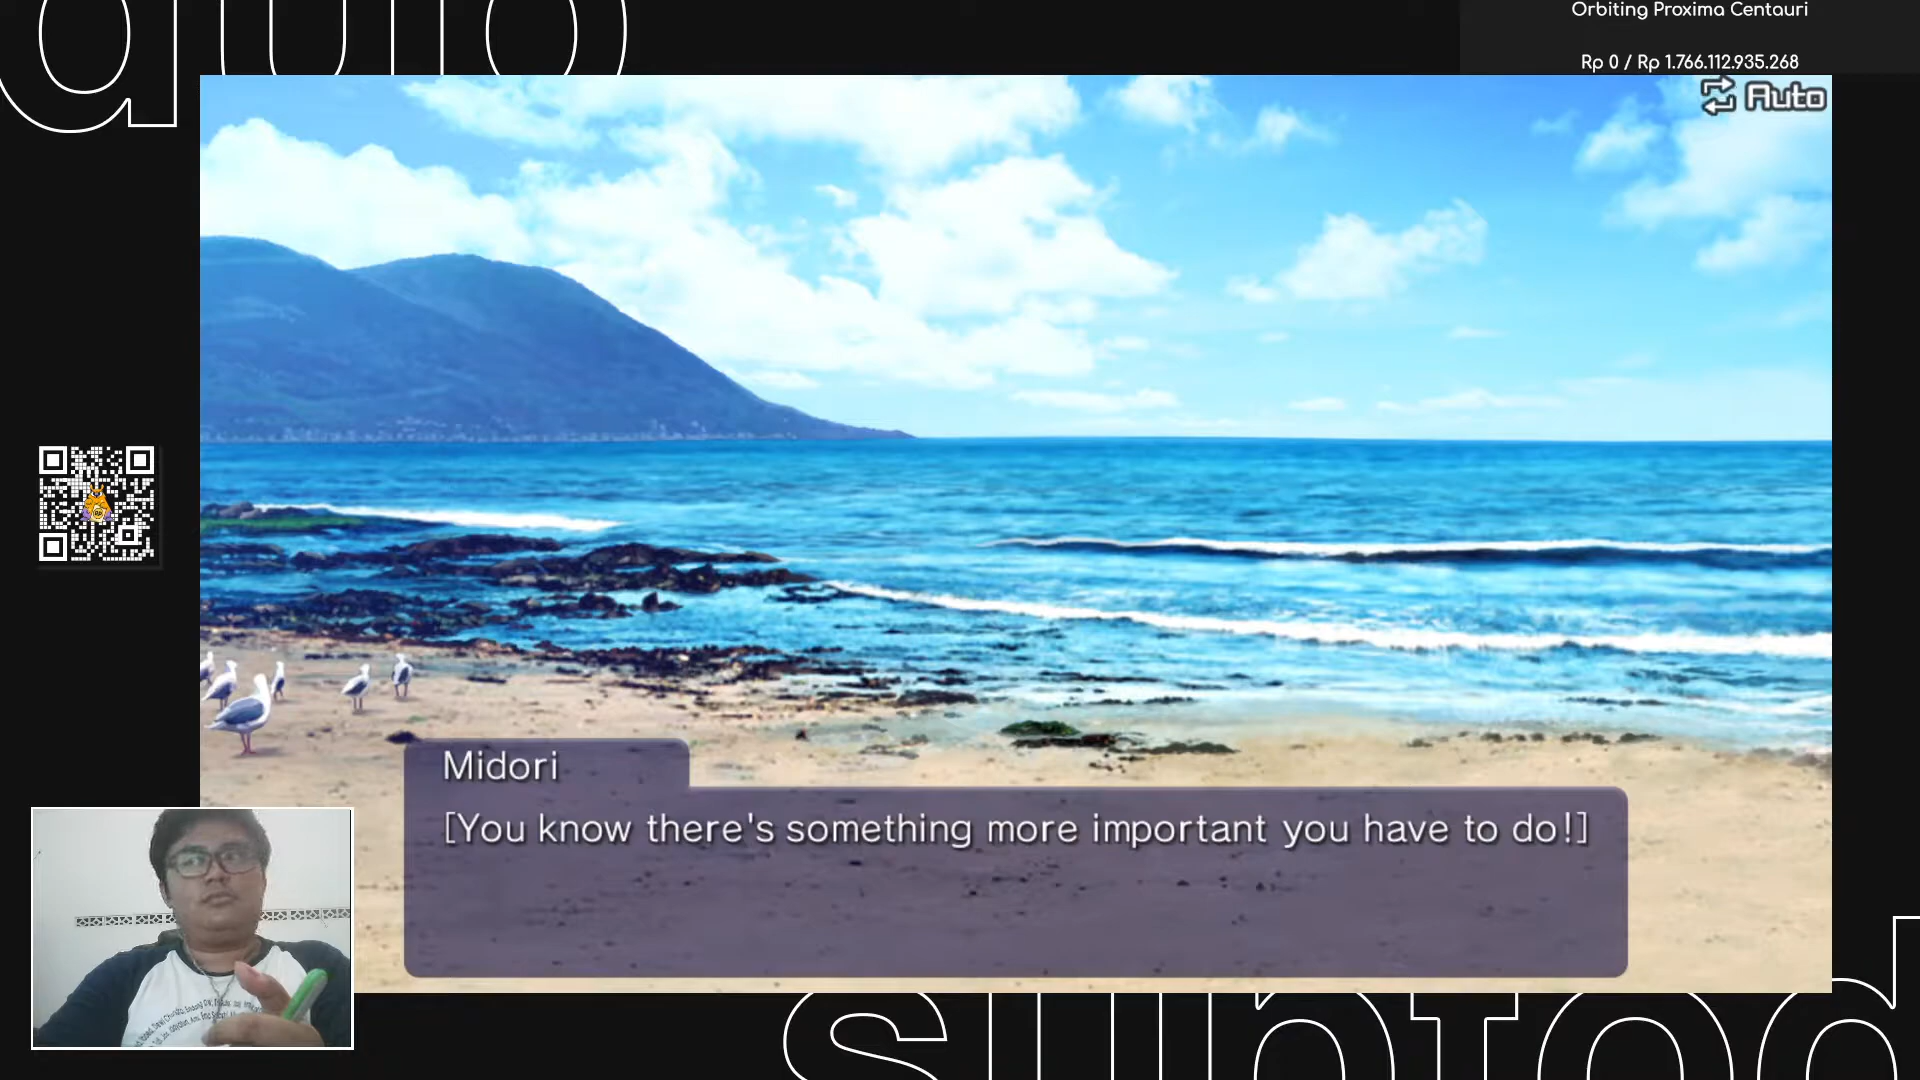 Orbiting Proxima Centauri
Rp 0 / Rp 1.766.112.935.268
Auto
Midori
[You know there's something more important you have to do!]